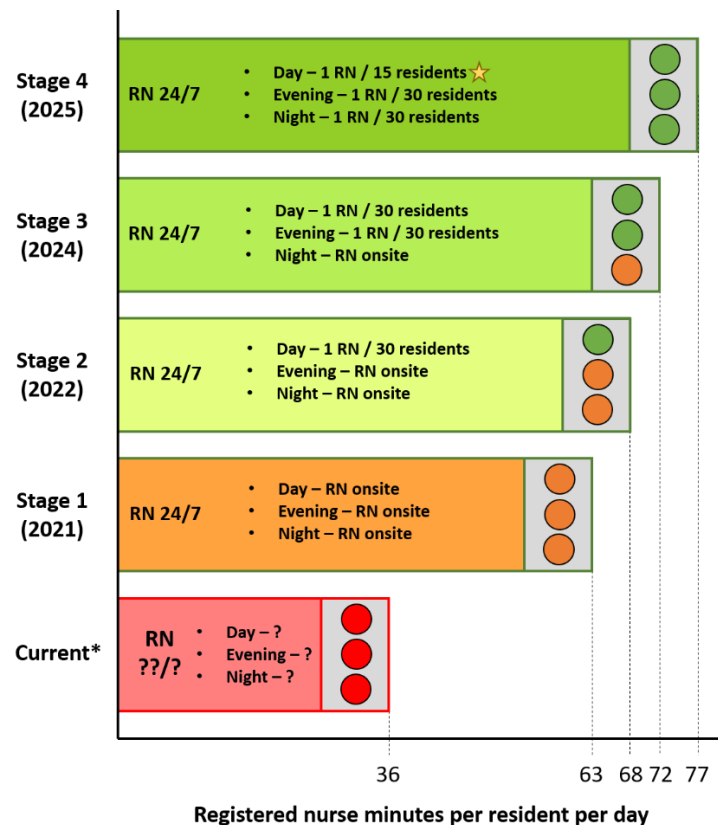 Stage 4
(2025)
RN 24/7
• Day – 1 RN / 15 residents
• Evening – 1 RN / 30 residents
• Night – 1 RN / 30 residents
Stage 3
(2024)
RN 24/7
• Day – 1 RN / 30 residents
• Evening – 1 RN / 30 residents
• Night – RN onsite
Stage 2
(2022)
RN 24/7
• Day – 1 RN / 30 residents
• Evening – RN onsite
• Night – RN onsite
Stage 1
(2021)
RN 24/7
• Day – RN onsite
• Evening – RN onsite
• Night – RN onsite
Current*
RN
??/?
• Day – ?
• Evening – ?
• Night – ?
36 63 68 72 77
Registered nurse minutes per resident per day